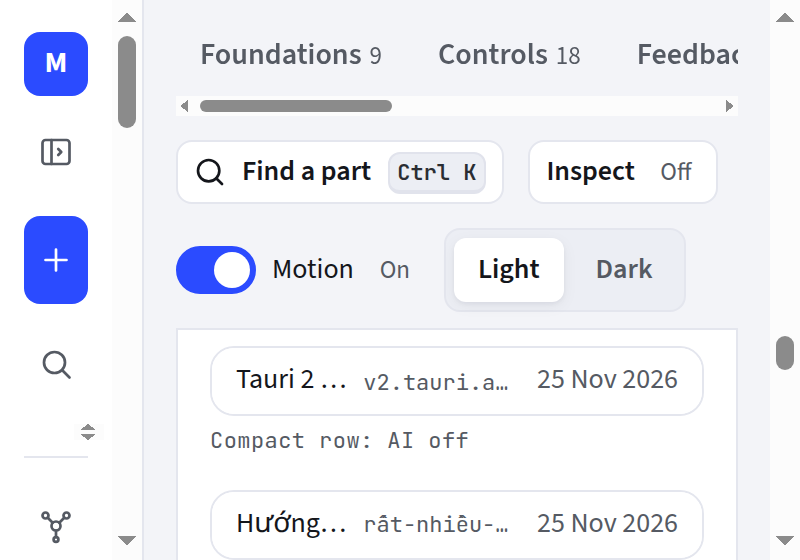 M
Foundations 9 Controls 18 Feedbac
Find a part Ctrl K Inspect Off
Motion On Light Dark
Tauri 2 … v2.tauri.a… 25 Nov 2026
Compact row: AI off
Hướng… rất-nhiều-… 25 Nov 2026